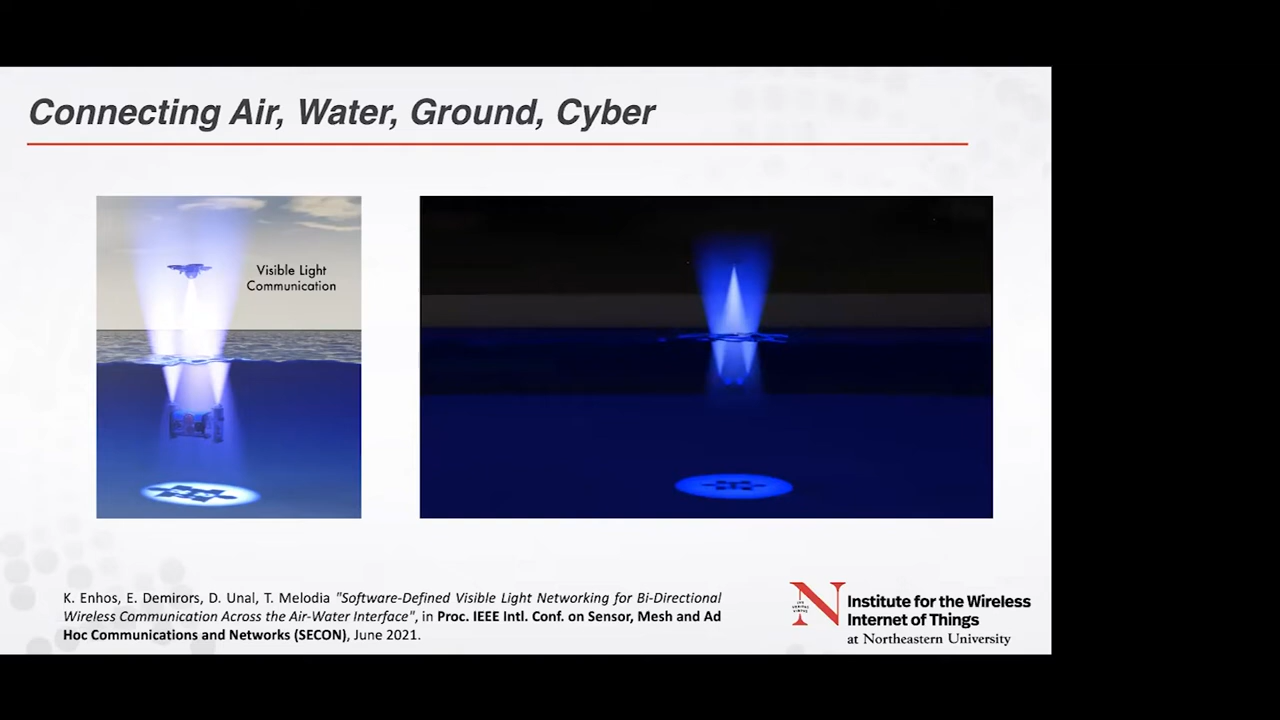 Connecting Air, Water, Ground, Cyber
Visible Light
Communication
K. Enhos, E. Demirors, D. Unal, T. Melodia "Software-Defined Visible Light Networking for Bi-Directional
Wireless Communication Across the Air-Water Interface", in Proc. IEEE Intl. Conf. on Sensor, Mesh and Ad
Hoc Communications and Networks (SECON), June 2021.
N
Institute for the Wireless
Internet of Things
at Northeastern University